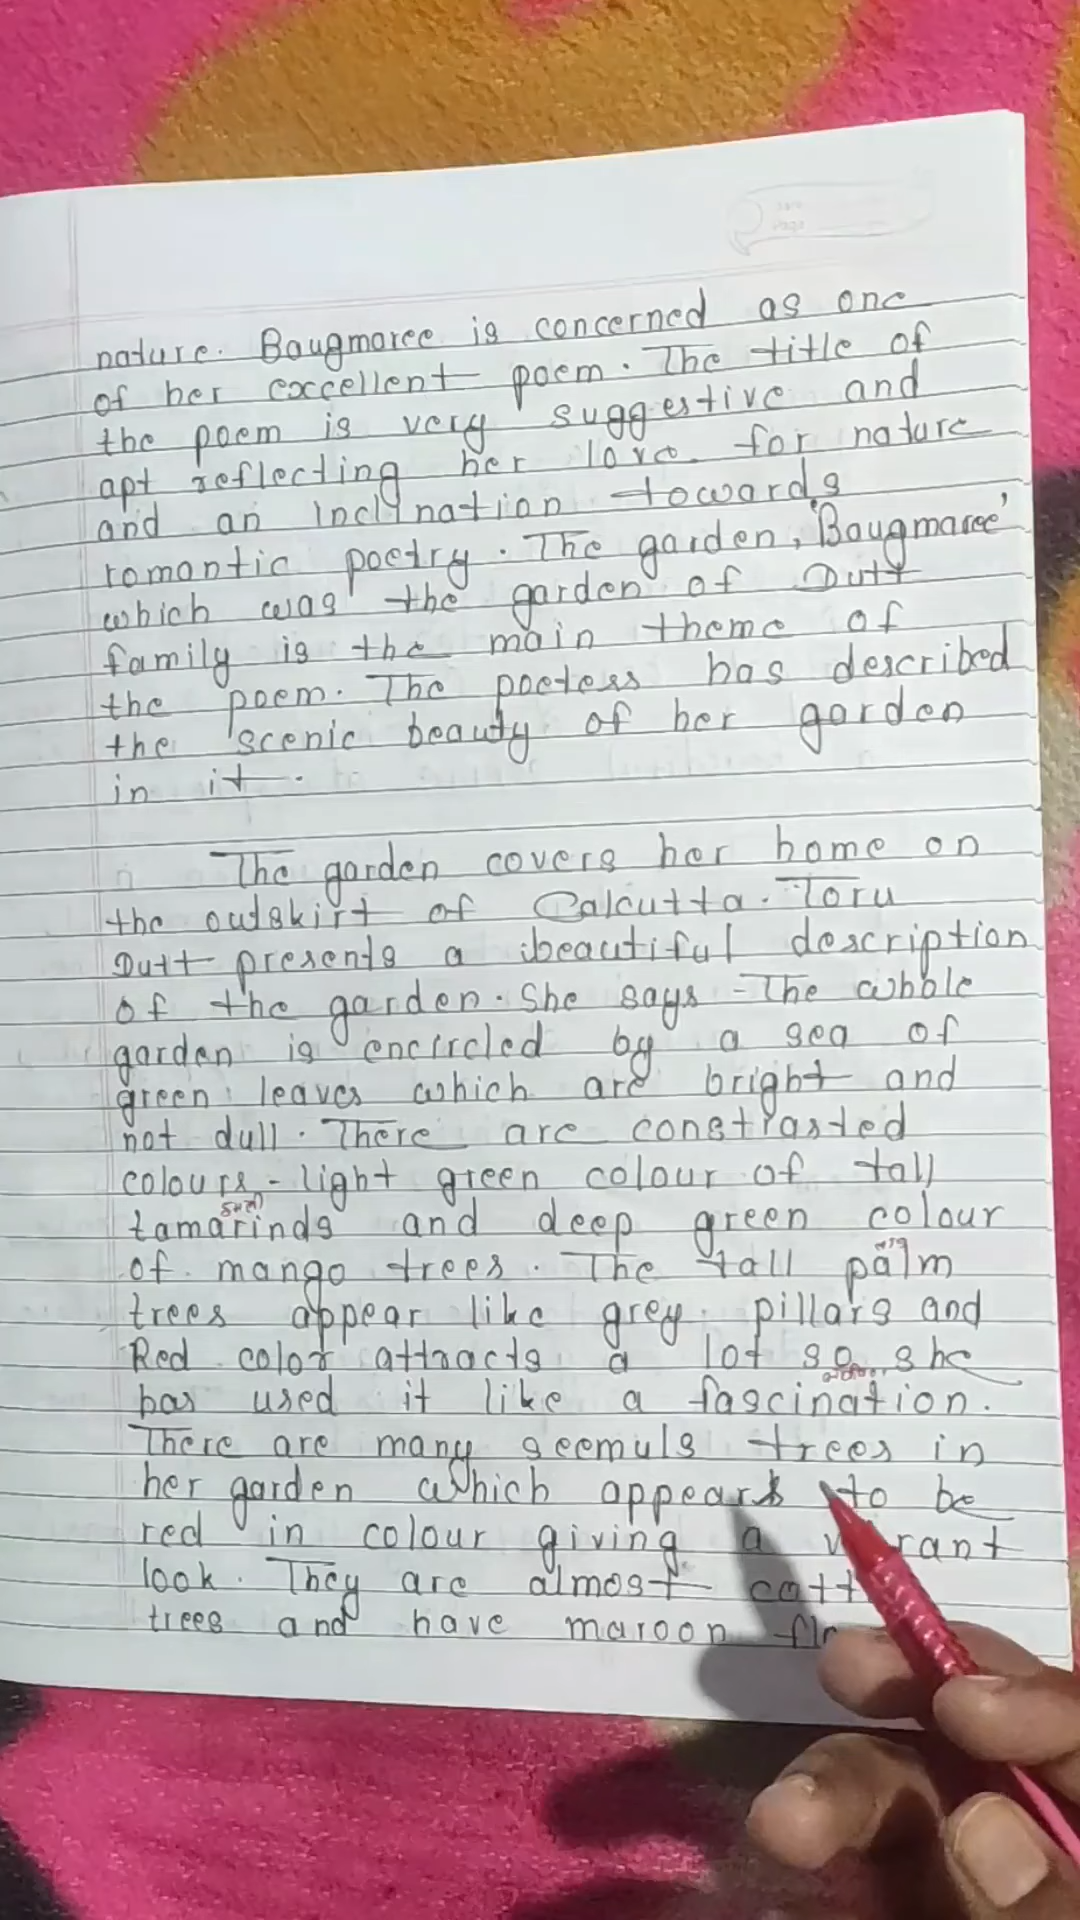 nature. Baugmaree is concerned as one
of her excellent poem. The title of
the poem is very suggestive and
apt reflecting her love for nature
and an Inclination towards
romantic poetry. The garden, 'Baugmaree'
which was the garden of Dutt
family is the main theme of
the poem. The poetess has described
the scenic beauty of her garden
in it.
The garden covers her home on
the outskirt of Calcutta. Toru
Dutt presents a beautiful description
of the garden. She says - The whole
garden is encircled by a sea of
green leaves which are bright and
not dull. There are constrasted
colours - light green colour of tall
tamarinds and deep green colour
of mango trees. The tall palm
trees appear like grey pillars and
Red color attracts a lot so she
has used it like a fascination.
There are many seemuls trees in
her garden which appears to be
red in colour giving a
look. They are almost
trees and have maroon